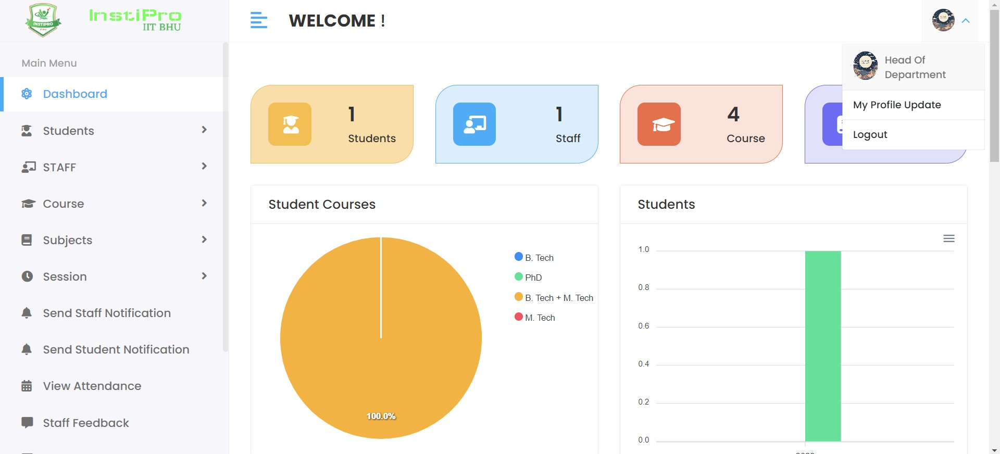 INSTIPRO
InstiPro
IIT BHU
WELCOME !
Main Menu
Dashboard
Students
STAFF
Course
Subjects
Session
Send Staff Notification
Send Student Notification
View Attendance
Staff Feedback
Head Of
Department
My Profile Update
Logout
1
Students
1
Staff
4
Course
Student Courses
B. Tech
PhD
B. Tech + M. Tech
M. Tech
100.0%
Students
1.0
0.8
0.6
0.4
0.2
0.0